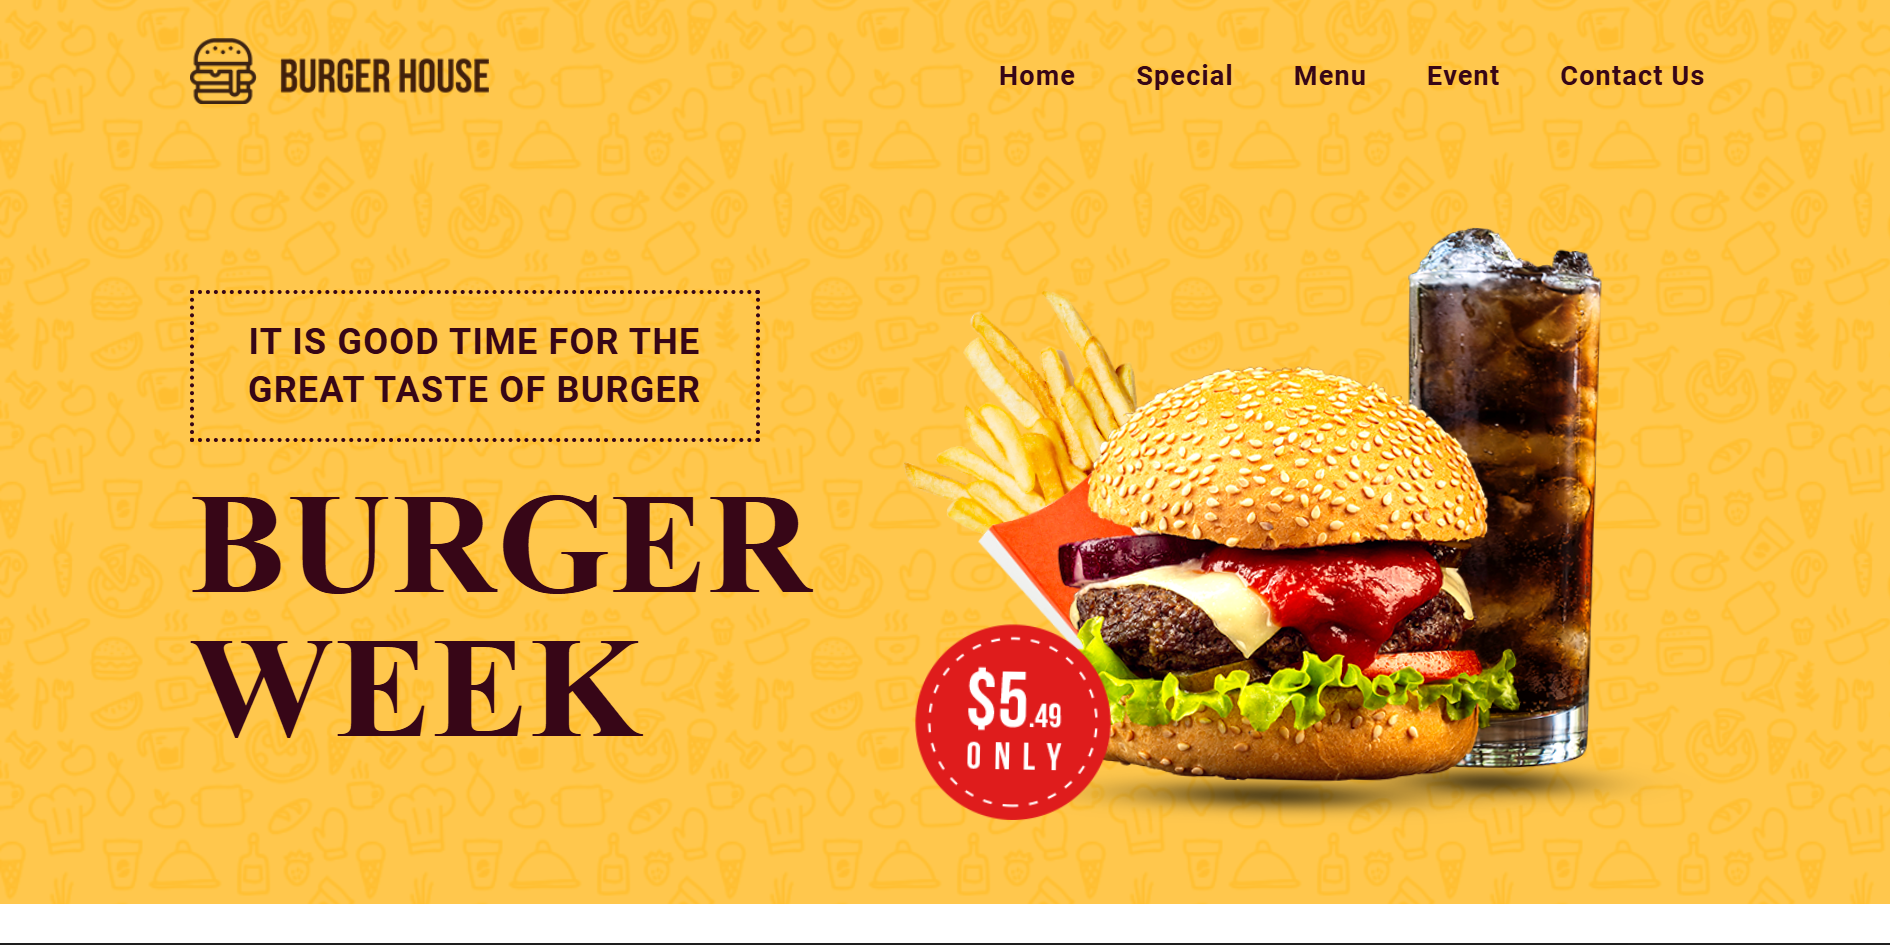 BURGER HOUSE
Home Special Menu Event Contact Us
IT IS GOOD TIME FOR THE
GREAT TASTE OF BURGER
BURGER
WEEK
$5.49
ONLY